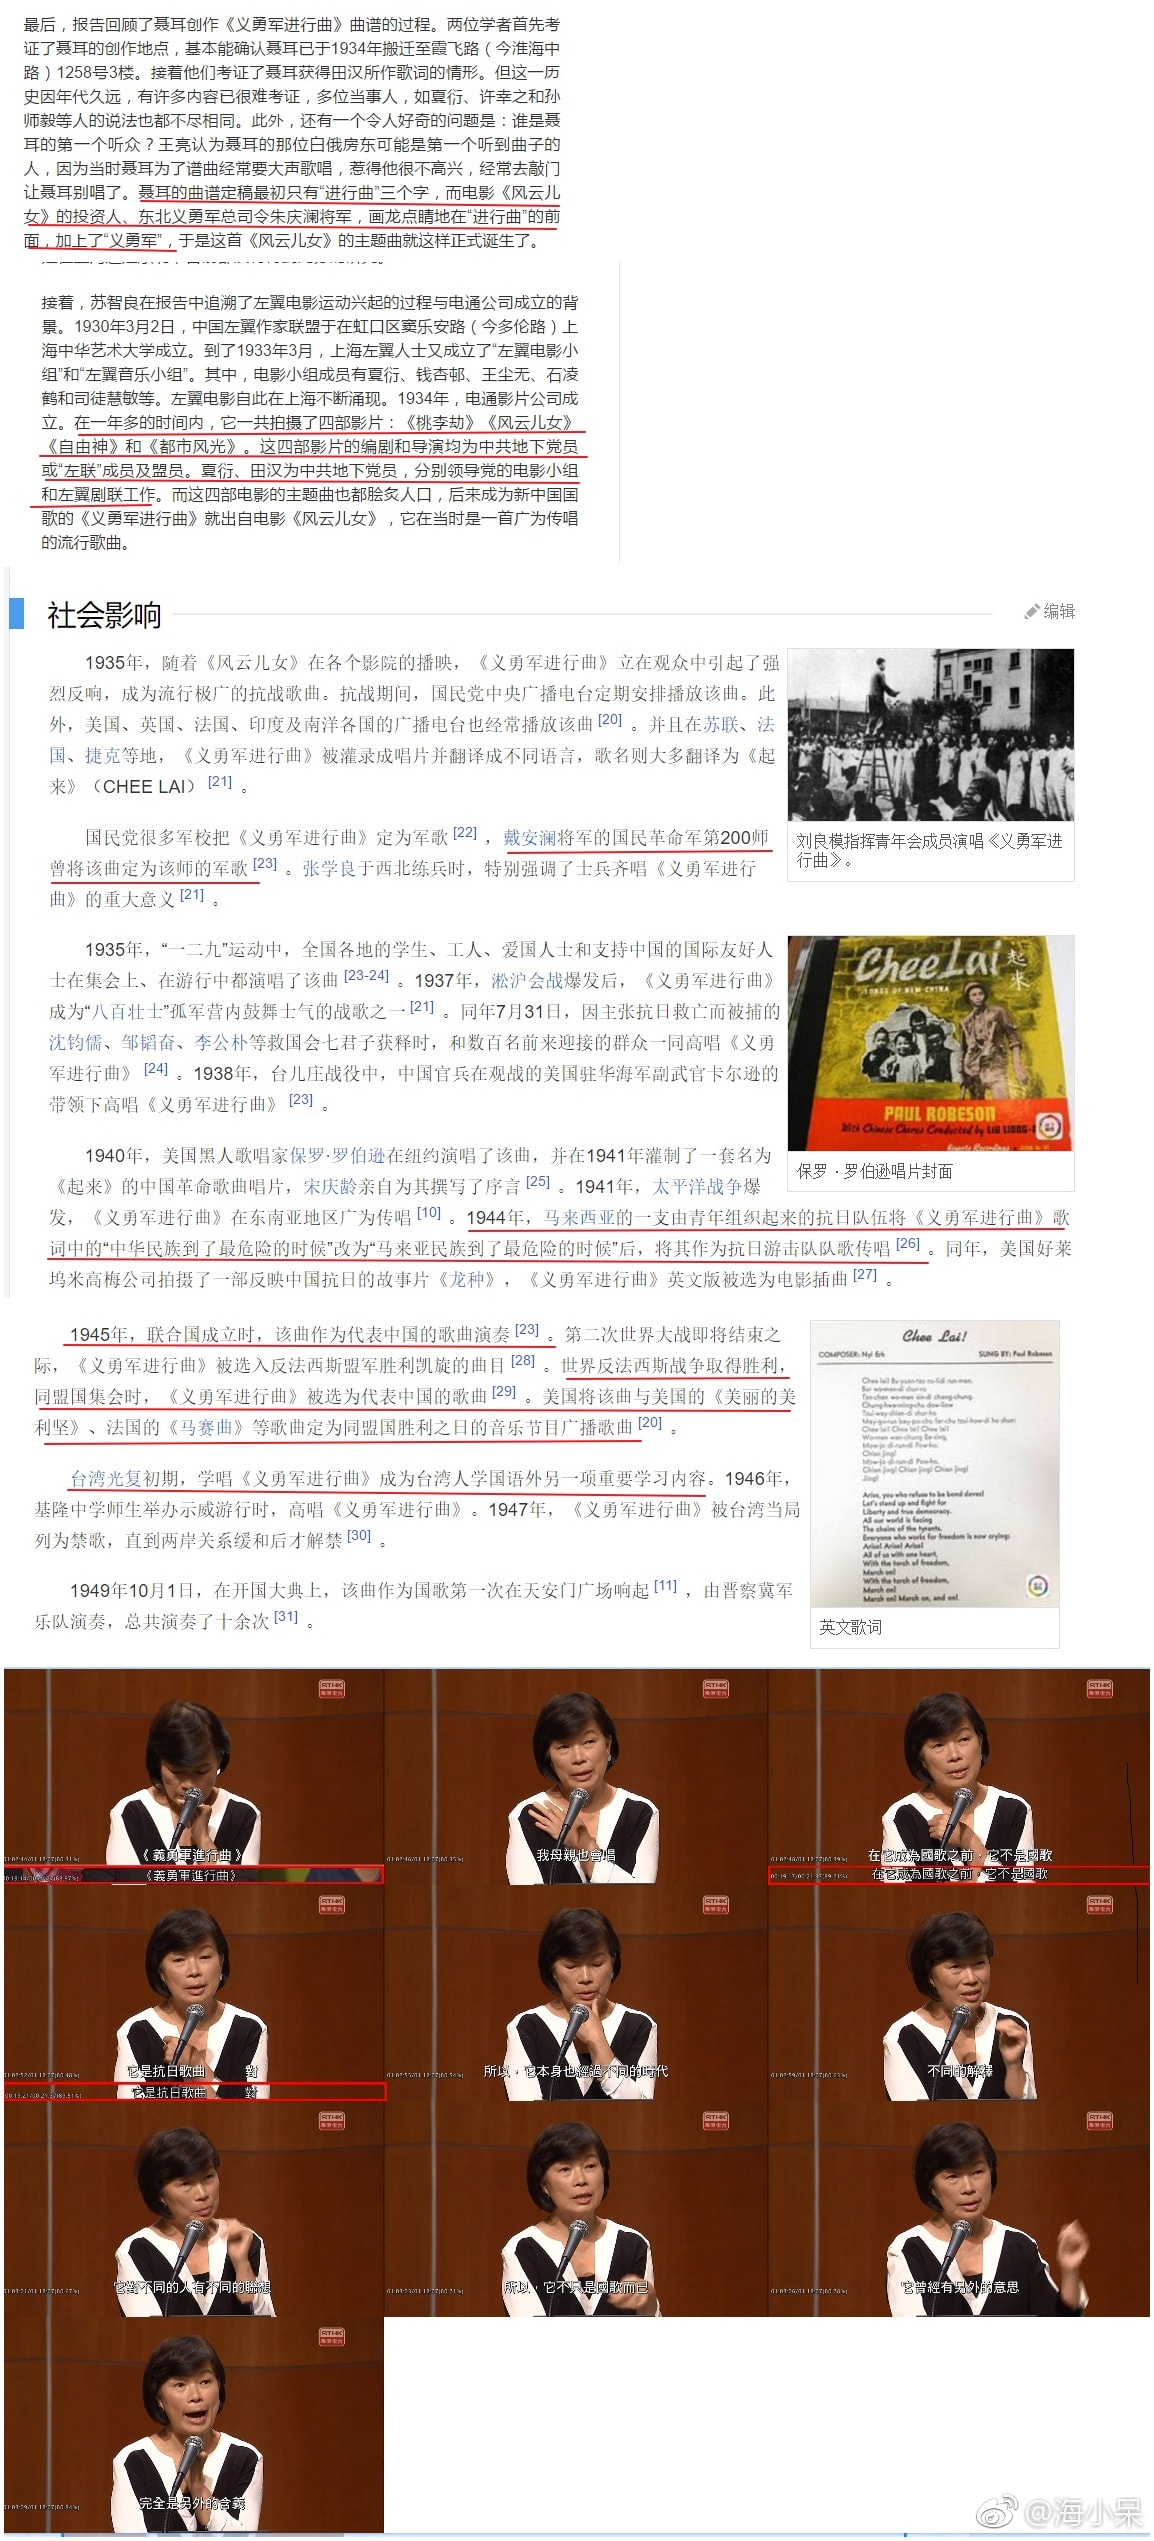 最后，报告回顾了聂耳创作《义勇军进行曲》曲谱的过程。两位学者首先考
证了聂耳的创作地点，基本能确认聂耳已于1934年搬迁至霞飞路（今淮海中
路）1258号3楼。接着他们考证了聂耳获得田汉所作歌词的情形。但这一历
史因年代久远，有许多内容已很难考证，多位当事人，如夏衍、许幸之和孙
师毅等人的说法也都不尽相同。此外，还有一个令人好奇的问题是：谁是聂
耳的第一个听众？王亮认为聂耳的那位白俄房东可能是第一个听到曲子的
人，因为当时聂耳为了谱曲经常要大声歌唱，惹得他很不高兴，经常去敲门
让聂耳别唱了。聂耳的曲谱定稿最初只有“进行曲”三个字，而电影《风云儿
女》的投资人、东北义勇军总司令朱庆澜将军，画龙点睛地在“进行曲”的前
面，加上了“义勇军”，于是这首《风云儿女》的主题曲就这样正式诞生了。
接着，苏智良在报告中追溯了左翼电影运动兴起的过程与电通公司成立的背
景。1930年3月2日，中国左翼作家联盟于在虹口区窦乐安路（今多伦路）上
海中华艺术大学成立。到了1933年3月，上海左翼人士又成立了“左翼电影小
组”和“左翼音乐小组”。其中，电影小组成员有夏衍、钱杏邨、王尘无、石凌
鹤和司徒慧敏等。左翼电影自此在上海不断涌现。1934年，电通影片公司成
立。在一年多的时间内，它一共拍摄了四部影片：《桃李劫》《风云儿女》
《自由神》和《都市风光》。这四部影片的编剧和导演均为中共地下党员
或“左联”成员及盟员。夏衍、田汉为中共地下党员，分别领导党的电影小组
和左翼剧联工作。而这四部电影的主题曲也都脍炙人口，后来成为新中国国
歌的《义勇军进行曲》就出自电影《风云儿女》，它在当时是一首广为传唱
的流行歌曲。
社会影响
编辑
1935年，随着《风云儿女》在各个影院的播映，《义勇军进行曲》立在观众中引起了强
烈反响，成为流行极广的抗战歌曲。抗战期间，国民党中央广播电台定期安排播放该曲。此
外，美国、英国、法国、印度及南洋各国的广播电台也经常播放该曲 [20] 。并且在苏联、法
国、捷克等地，《义勇军进行曲》被灌录成唱片并翻译成不同语言，歌名则大多翻译为《起
来》（CHEE LAI） [21] 。
国民党很多军校把《义勇军进行曲》定为军歌 [22] ，戴安澜将军的国民革命军第200师
曾将该曲定为该师的军歌 [23] 。张学良于西北练兵时，特别强调了士兵齐唱《义勇军进行
曲》的重大意义 [21] 。
刘良模指挥青年会成员演唱《义勇军进
行曲》。
1935年，“一二九”运动中，全国各地的学生、工人、爱国人士和支持中国的国际友好人
士在集会上、在游行中都演唱了该曲 [23-24] 。1937年，淞沪会战爆发后，《义勇军进行曲》
成为“八百壮士”孤军营内鼓舞士气的战歌之一 [21] 。同年7月31日，因主张抗日救亡而被捕的
沈钧儒、邹韬奋、李公朴等救国会七君子获释时，和数百名前来迎接的群众一同高唱《义勇
军进行曲》 [24] 。1938年，台儿庄战役中，中国官兵在观战的美国驻华海军副武官卡尔逊的
带领下高唱《义勇军进行曲》 [23] 。
Chee Lai
起來
SONGS OF NEW CHINA
PAUL ROBESON
With Chinese Chorus Conducted by LIU LIANG-
Keynote Recordings
保罗·罗伯逊唱片封面
1940年，美国黑人歌唱家保罗·罗伯逊在纽约演唱了该曲，并在1941年灌制了一套名为
《起来》的中国革命歌曲唱片，宋庆龄亲自为其撰写了序言 [25] 。1941年，太平洋战争爆
发，《义勇军进行曲》在东南亚地区广为传唱 [10] 。1944年，马来西亚的一支由青年组织起来的抗日队伍将《义勇军进行曲》歌
词中的“中华民族到了最危险的时候”改为“马来亚民族到了最危险的时候”后，将其作为抗日游击队队歌传唱 [26] 。同年，美国好莱
坞米高梅公司拍摄了一部反映中国抗日的故事片《龙种》，《义勇军进行曲》英文版被选为电影插曲 [27] 。
1945年，联合国成立时，该曲作为代表中国的歌曲演奏 [23] 。第二次世界大战即将结束之
际，《义勇军进行曲》被选入反法西斯盟军胜利凯旋的曲目 [28] 。世界反法西斯战争取得胜利，
同盟国集会时，《义勇军进行曲》被选为代表中国的歌曲 [29] 。美国将该曲与美国的《美丽的美
利坚》、法国的《马赛曲》等歌曲定为同盟国胜利之日的音乐节目广播歌曲 [20] 。
台湾光复初期，学唱《义勇军进行曲》成为台湾人学国语外另一项重要学习内容。1946年，
基隆中学师生举办示威游行时，高唱《义勇军进行曲》。1947年，《义勇军进行曲》被台湾当局
列为禁歌，直到两岸关系缓和后才解禁 [30] 。
1949年10月1日，在开国大典上，该曲作为国歌第一次在天安门广场响起 [11] ，由晋察冀军
乐队演奏，总共演奏了十余次 [31] 。
Chee Lai!
COMPOSER: Nyi Erh
SUNG BY: Paul Robeson
Arise, you who refuse to be bond slaves!
Let's stand up and fight for
Liberty and true democracy.
All our world is facing
The chains of the tyrants.
Everyone who works for freedom is now crying:
Arise! Arise! Arise!
All of us with one heart,
With the torch of freedom,
March on!
With the torch of freedom,
March on! March on, and on!
英文歌词
RTHK
《義勇軍進行曲》
《義勇軍進行曲》
RTHK
我母親也會唱
RTHK
在它成為國歌之前，它不是國歌
在它成為國歌之前，它不是國歌
RTHK
它是抗日歌曲 對
它是抗日歌曲 對
RTHK
所以，它本身也經過不同的時代
RTHK
不同的解釋
RTHK
它對不同的人有不同的聯想
RTHK
所以，它不只是國歌而已
RTHK
它曾經有另外的意思
RTHK
完全是另外的含義
@海小呆